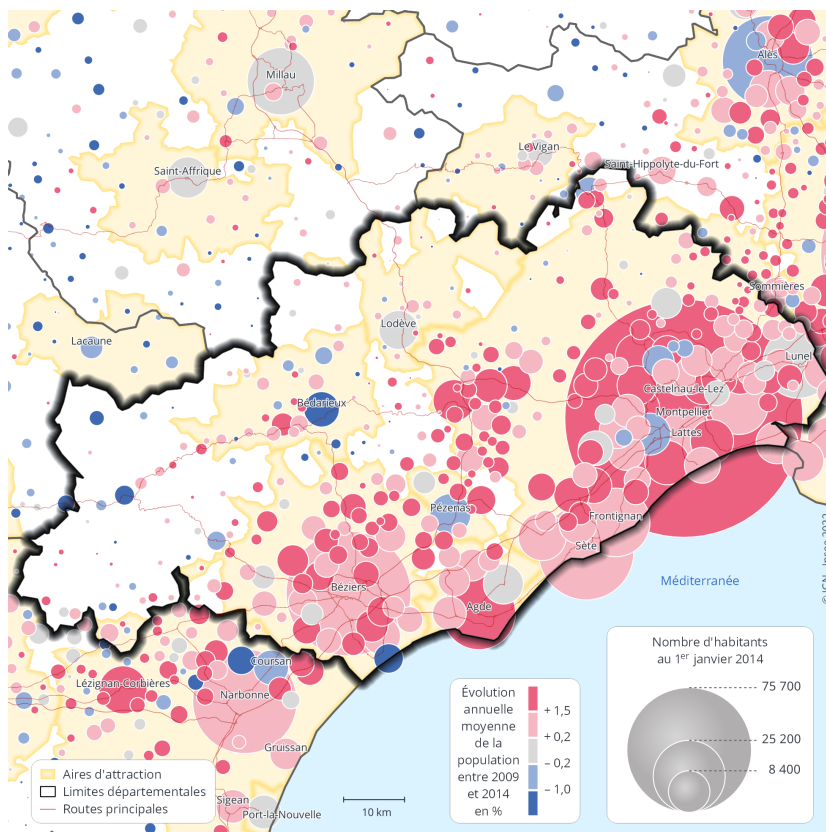 Alès
Millau
Le Vigan
Saint-Hippolyte-du-Fort
Saint-Affrique
Sommières
Lodève
Lacaune
Lunel
Castelnau-le-Lez
Bédarieux
Montpellier
Lattes
Pézenas
Frontignan
Sète
Méditerranée
Béziers
Agde
Coursan
Lézignan-Corbières
Narbonne
Gruissan
Sigean
Port-la-Nouvelle
Aires d'attraction
Limites départementales
Routes principales
10 km
Évolution
annuelle
moyenne
de la
population
entre 2009
et 2014
en %
+ 1,5
+ 0,2
– 0,2
– 1,0
Nombre d'habitants
au 1er janvier 2014
75 700
25 200
8 400